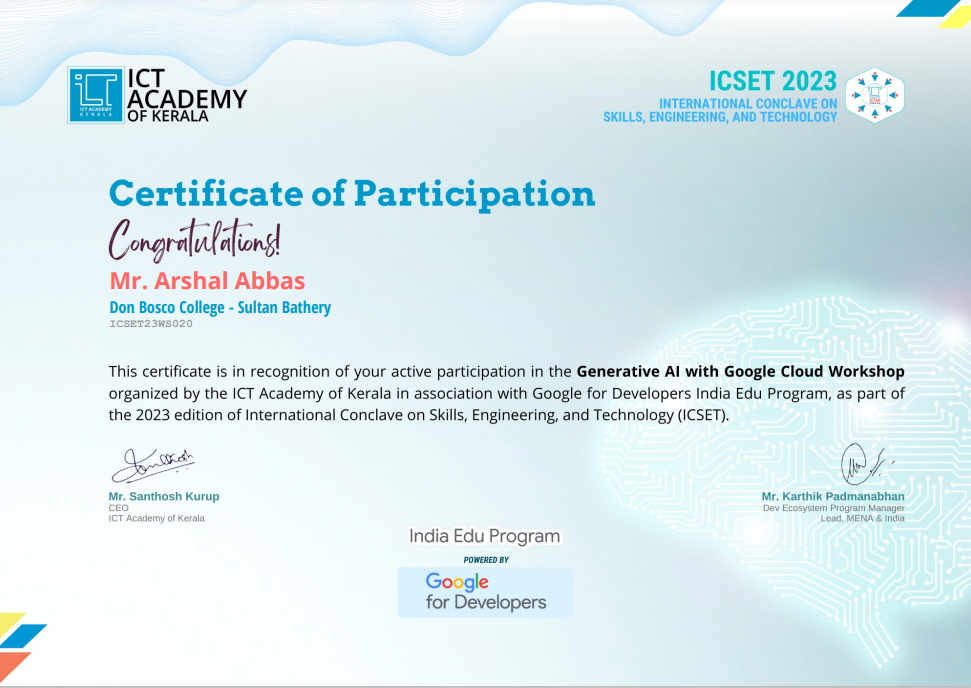 ICT
ACADEMY
OF KERALA
ICT ACADEMY
KERALA
ICSET 2023
INTERNATIONAL CONCLAVE ON
SKILLS, ENGINEERING, AND TECHNOLOGY
Certificate of Participation
Congratulations!
Mr. Arshal Abbas
Don Bosco College - Sultan Bathery
ICSET23WS020
This certificate is in recognition of your active participation in the Generative AI with Google Cloud Workshop
organized by the ICT Academy of Kerala in association with Google for Developers India Edu Program, as part of
the 2023 edition of International Conclave on Skills, Engineering, and Technology (ICSET).
Mr. Santhosh Kurup
CEO
ICT Academy of Kerala
Mr. Karthik Padmanabhan
Dev Ecosystem Program Manager
Lead, MENA & India
India Edu Program
POWERED BY
Google
for Developers